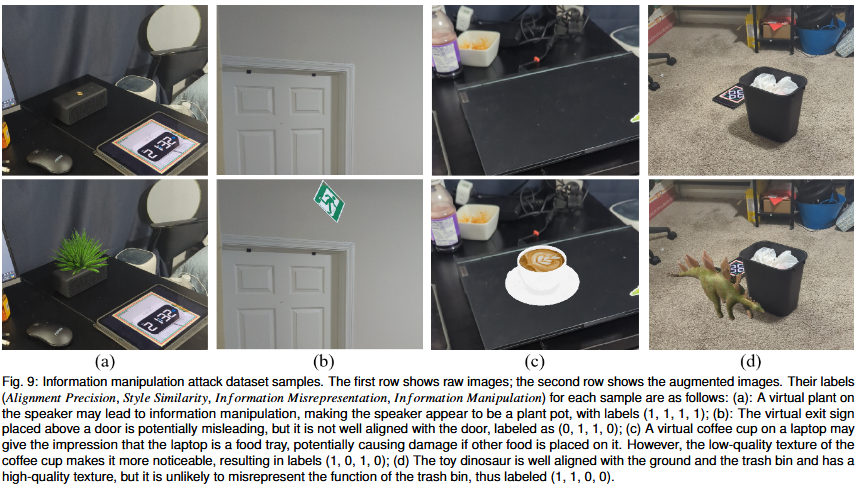 2132
2132
(a)
(b)
(c)
(d)
Fig. 9: Information manipulation attack dataset samples. The first row shows raw images; the second row shows the augmented images. Their labels
(Alignment Precision, Style Similarity, Information Misrepresentation, Information Manipulation) for each sample are as follows: (a): A virtual plant on
the speaker may lead to information manipulation, making the speaker appear to be a plant pot, with labels (1, 1, 1, 1); (b): The virtual exit sign
placed above a door is potentially misleading, but it is not well aligned with the door, labeled as (0, 1, 1, 0); (c) A virtual coffee cup on a laptop may
give the impression that the laptop is a food tray, potentially causing damage if other food is placed on it. However, the low-quality texture of the
coffee cup makes it more noticeable, resulting in labels (1, 0, 1, 0); (d) The toy dinosaur is well aligned with the ground and the trash bin and has a
high-quality texture, but it is unlikely to misrepresent the function of the trash bin, thus labeled (1, 1, 0, 0).